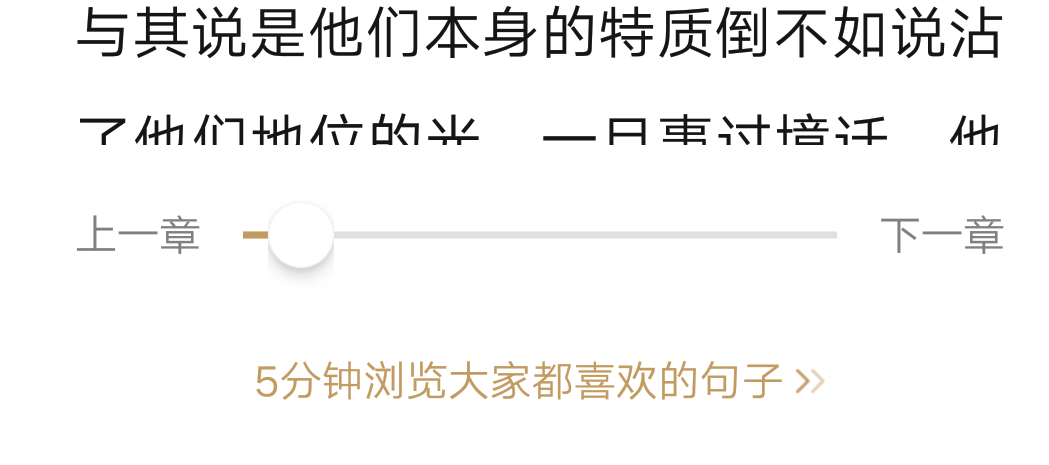 与其说是他们本身的特质倒不如说沾
了他们地位的光，一旦事过境迁，他
上一章
下一章
5分钟浏览大家都喜欢的句子 >>